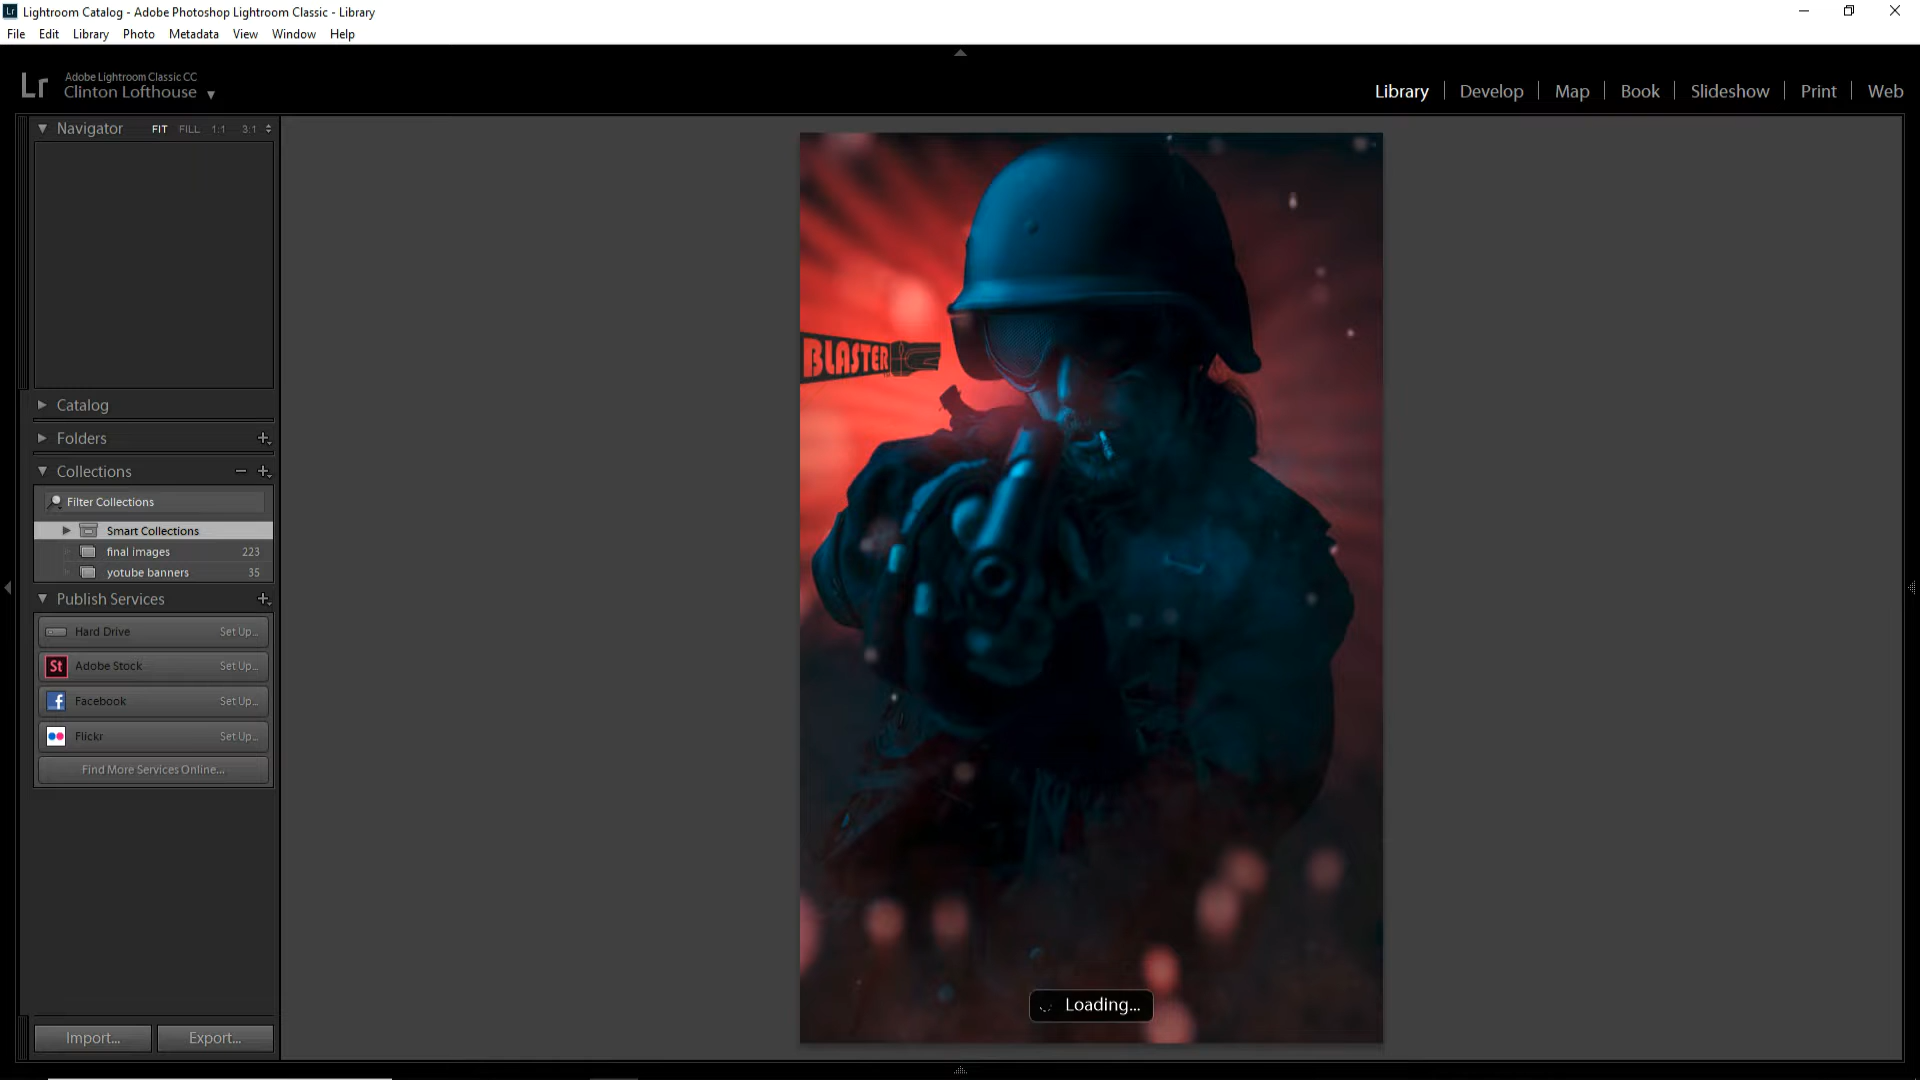 Lightroom Catalog - Adobe Photoshop Lightroom Classic - Library
File Edit Library Photo Metadata View Window Help
Lr Adobe Lightroom Classic CC
Clinton Lofthouse
Library Develop Map Book Slideshow Print Web
Navigator FIT FILL 1:1 3:1
Catalog
Folders
Collections
Filter Collections
Smart Collections
final images 223
yotube banners 35
Publish Services
Hard Drive Set Up...
St Adobe Stock Set Up...
f Facebook Set Up...
Flickr Set Up...
Find More Services Online...
Import... Export...
BLASTER
Loading...